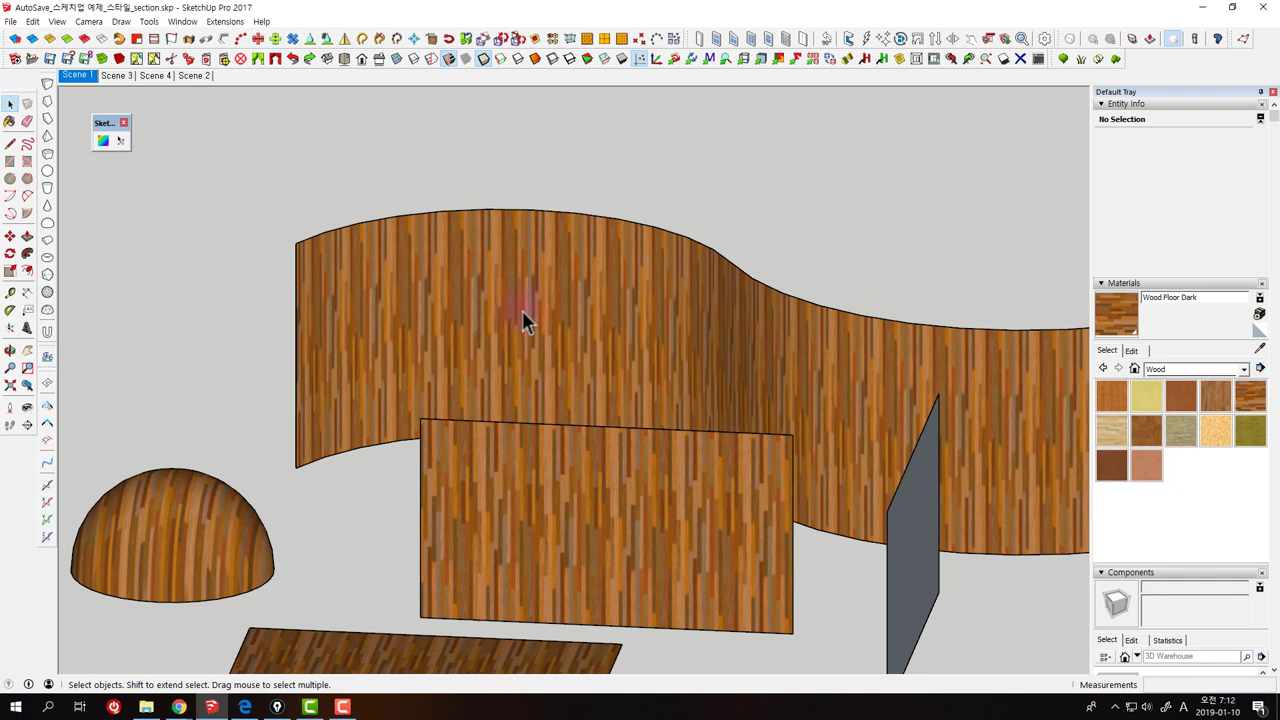 AutoSave_스케치업 예제_스타일_section.skp - SketchUp Pro 2017
File Edit View Camera Draw Tools Window Extensions Help
Scene 1 Scene 3 Scene 4 Scene 2
Default Tray
Entity Info
Sket...
No Selection
Materials
Wood Floor Dark
Select Edit
Wood
Components
Select Edit Statistics
3D Warehouse
Select objects. Shift to extend select. Drag mouse to select multiple.
Measurements
A 오전 7:12
2019-01-10